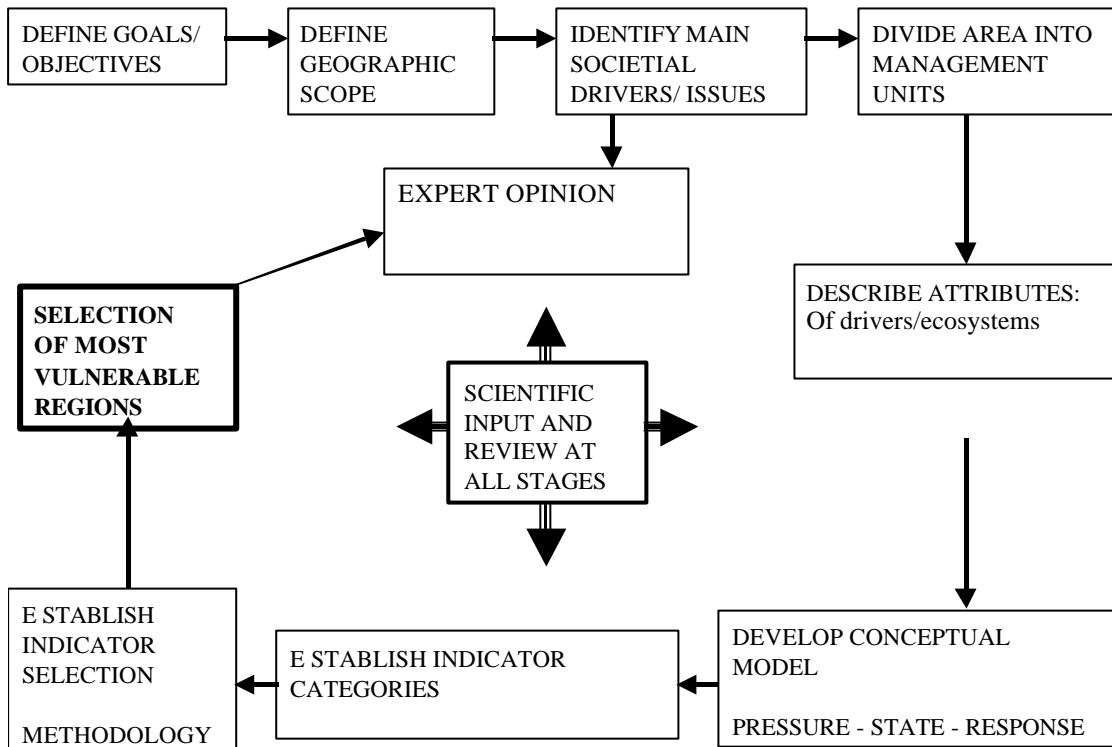 DEFINE GOALS/
OBJECTIVES
DEFINE
GEOGRAPHIC
SCOPE
IDENTIFY MAIN
SOCIETIAL
DRIVERS/ ISSUES
DIVIDE AREA INTO
MANAGEMENT
UNITS
EXPERT OPINION
DESCRIBE ATTRIBUTES:
Of drivers/ecosystems
SELECTION
OF MOST
VULNERABLE
REGIONS
SCIENTIFIC
INPUT AND
REVIEW AT
ALL STAGES
E STABLISH
INDICATOR
SELECTION
METHODOLOGY
E STABLISH INDICATOR
CATEGORIES
DEVELOP CONCEPTUAL
MODEL
PRESSURE - STATE - RESPONSE